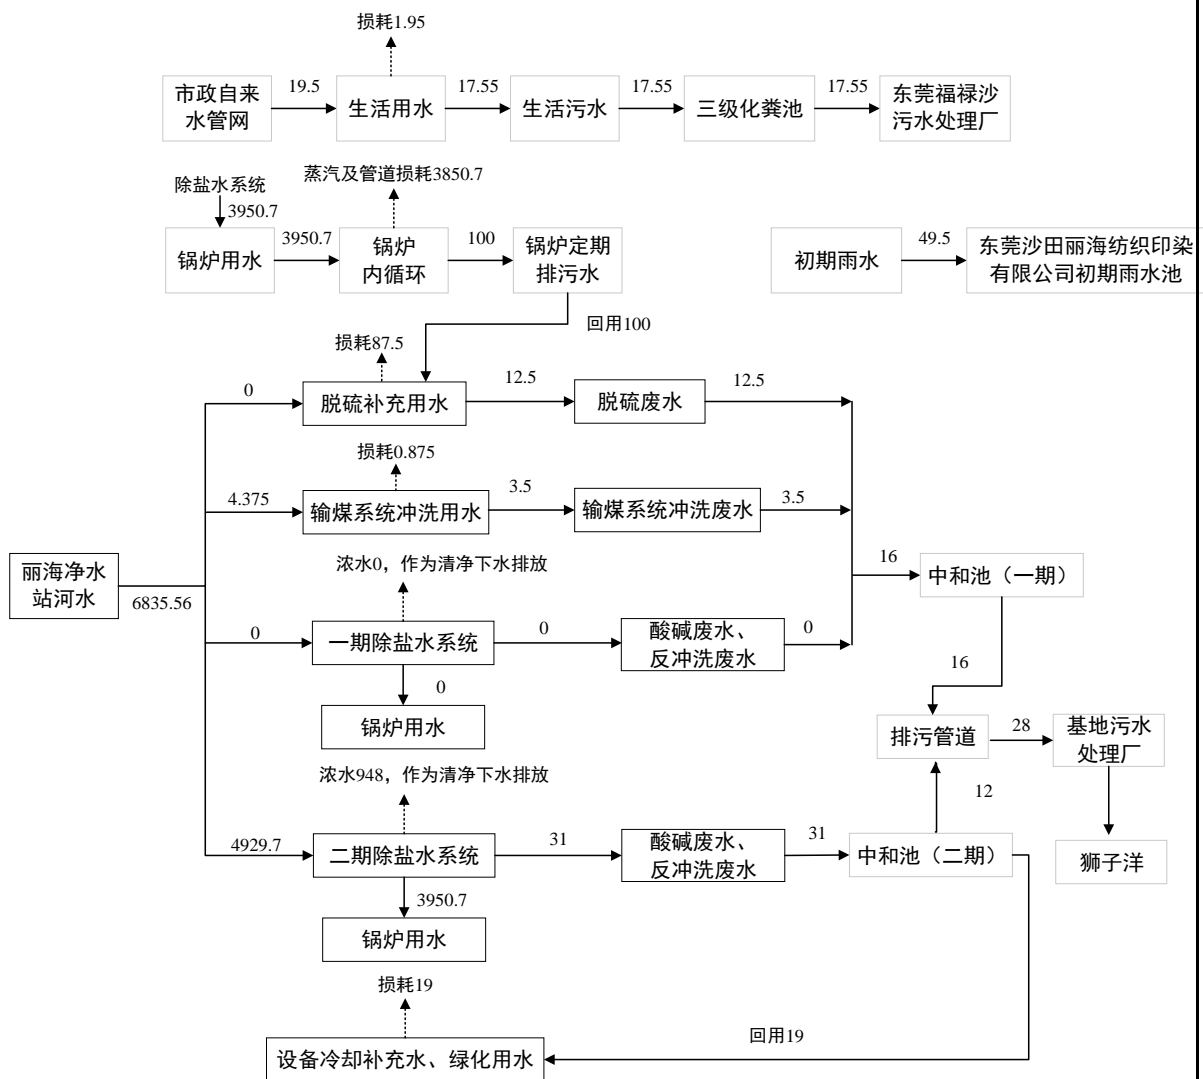 损耗1.95
市政自来
水管网
19.5
生活用水
17.55
生活污水
17.55
三级化粪池
17.55
东莞福禄沙
污水处理厂
除盐水系统
3950.7
锅炉用水
3950.7
蒸汽及管道损耗3850.7
锅炉
内循环
100
锅炉定期
排污水
初期雨水
49.5
东莞沙田丽海纺织印染
有限公司初期雨水池
回用100
损耗87.5
0
脱硫补充用水
12.5
脱硫废水
12.5
损耗0.875
4.375
输煤系统冲洗用水
3.5
输煤系统冲洗废水
3.5
丽海净水
站河水
6835.56
浓水0，作为清净下水排放
0
一期除盐水系统
0
酸碱废水、
反冲洗废水
0
16
中和池（一期）
0
锅炉用水
16
排污管道
28
基地污水
处理厂
浓水948，作为清净下水排放
12
4929.7
二期除盐水系统
31
酸碱废水、
反冲洗废水
31
中和池（二期）
狮子洋
3950.7
锅炉用水
损耗19
设备冷却补充水、绿化用水
回用19